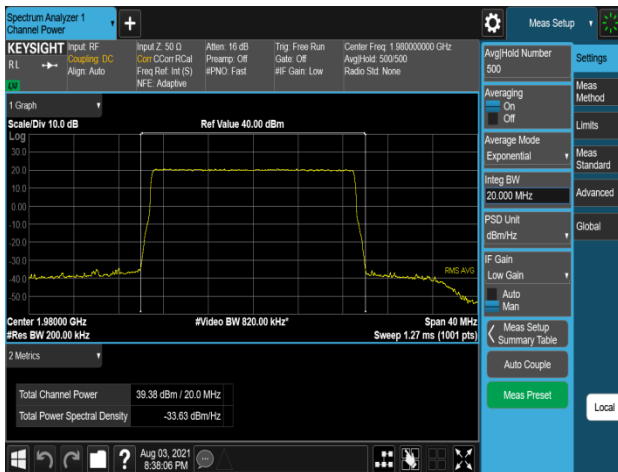 Spectrum Analyzer 1
Channel Power
Meas Setup
KEYSIGHT
RL
Input: RF
Coupling: DC
Align: Auto
Input Z: 50 Ω
Corr CCorr RCal
Freq Ref: Int (S)
NFE: Adaptive
Atten: 16 dB
Preamp: Off
#PNO: Fast
Trig: Free Run
Gate: Off
#IF Gain: Low
Center Freq: 1.980000000 GHz
Avg|Hold: 500/500
Radio Std: None
1 Graph
Scale/Div 10.0 dB
Ref Value 40.00 dBm
Log
30.0
20.0
10.0
0.00
-10.0
-20.0
-30.0
-40.0
-50.0
RMS AVG
Center 1.98000 GHz
#Video BW 820.00 kHz*
Span 40 MHz
#Res BW 200.00 kHz
Sweep 1.27 ms (1001 pts)
2 Metrics
Total Channel Power
39.38 dBm / 20.0 MHz
Total Power Spectral Density
-33.63 dBm/Hz
Avg|Hold Number
500
Averaging
On
Off
Average Mode
Exponential
Integ BW
20.000 MHz
PSD Unit
dBm/Hz
IF Gain
Low Gain
Auto
Man
Meas Setup
Summary Table
Auto Couple
Meas Preset
Settings
Meas
Method
Limits
Meas
Standard
Advanced
Global
Local
Aug 03, 2021
8:38:06 PM